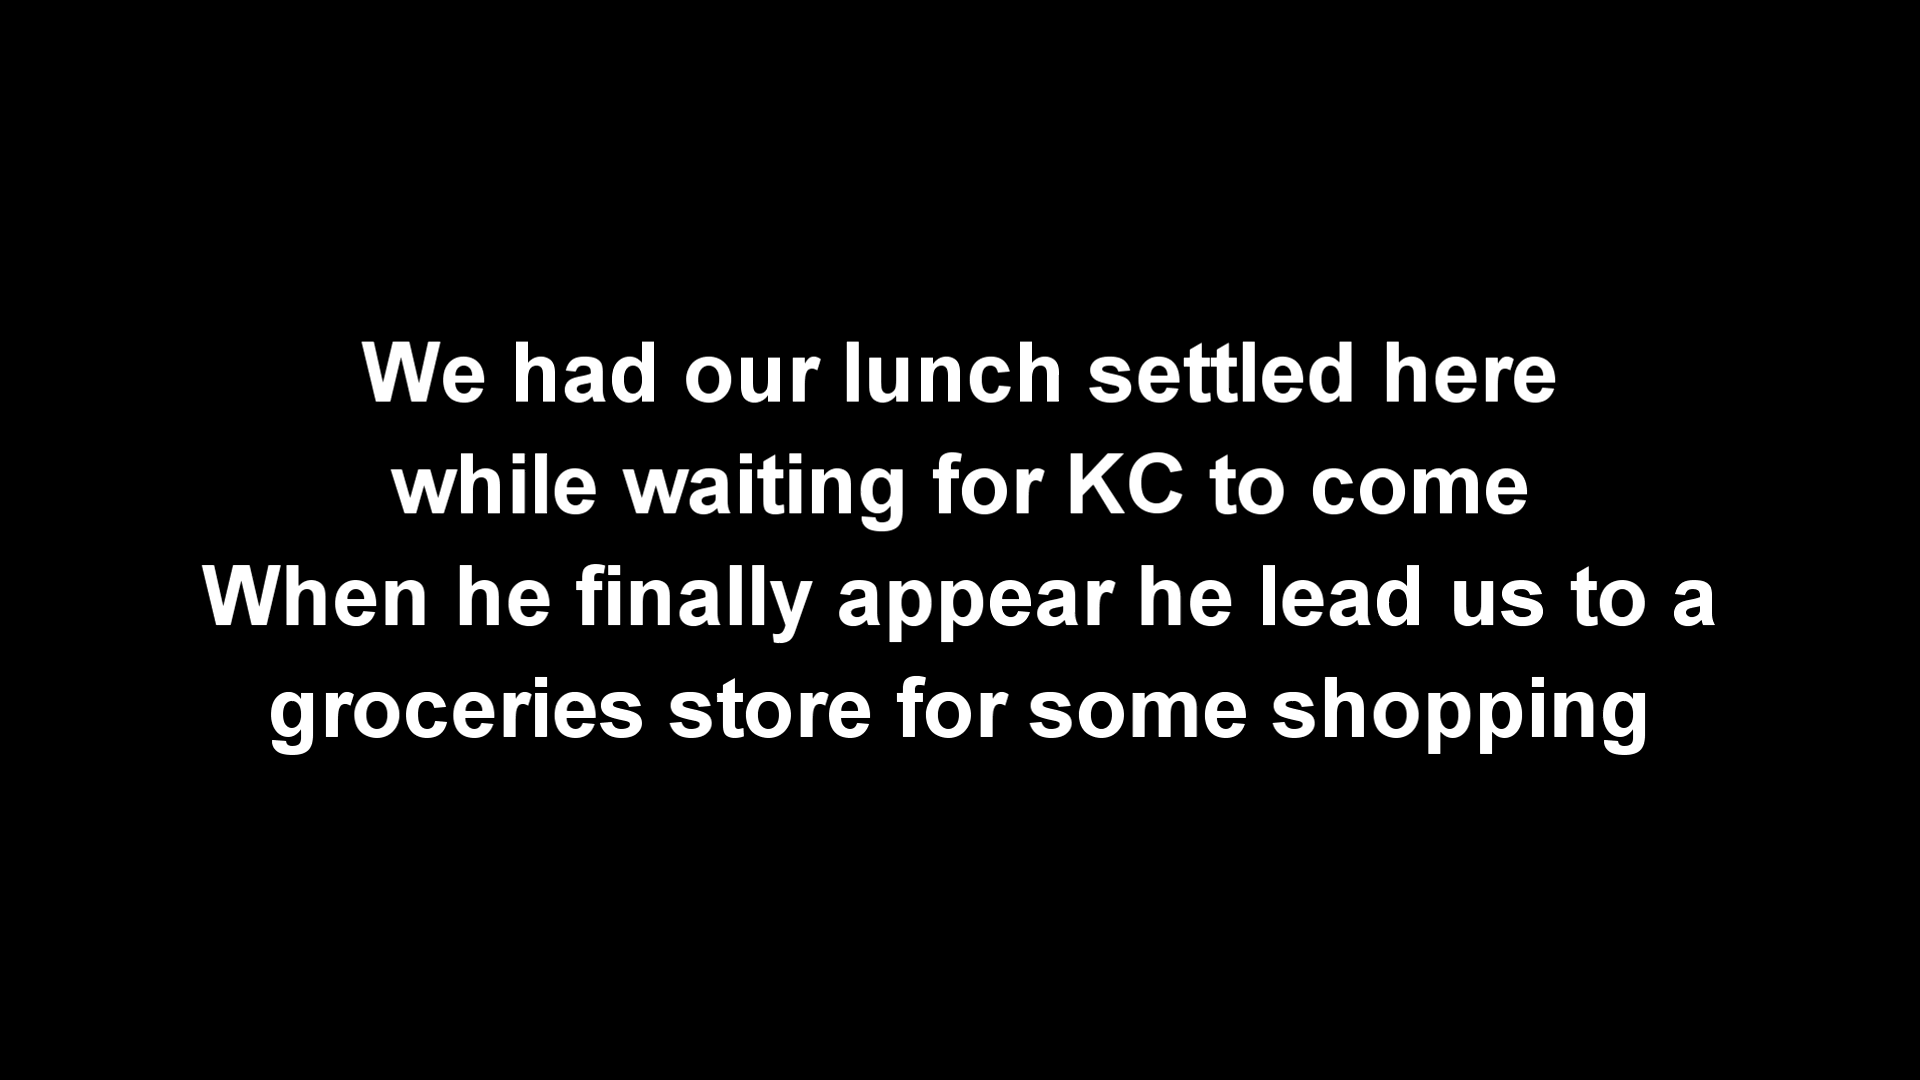 We had our lunch settled here
while waiting for KC to come
When he finally appear he lead us to a
groceries store for some shopping